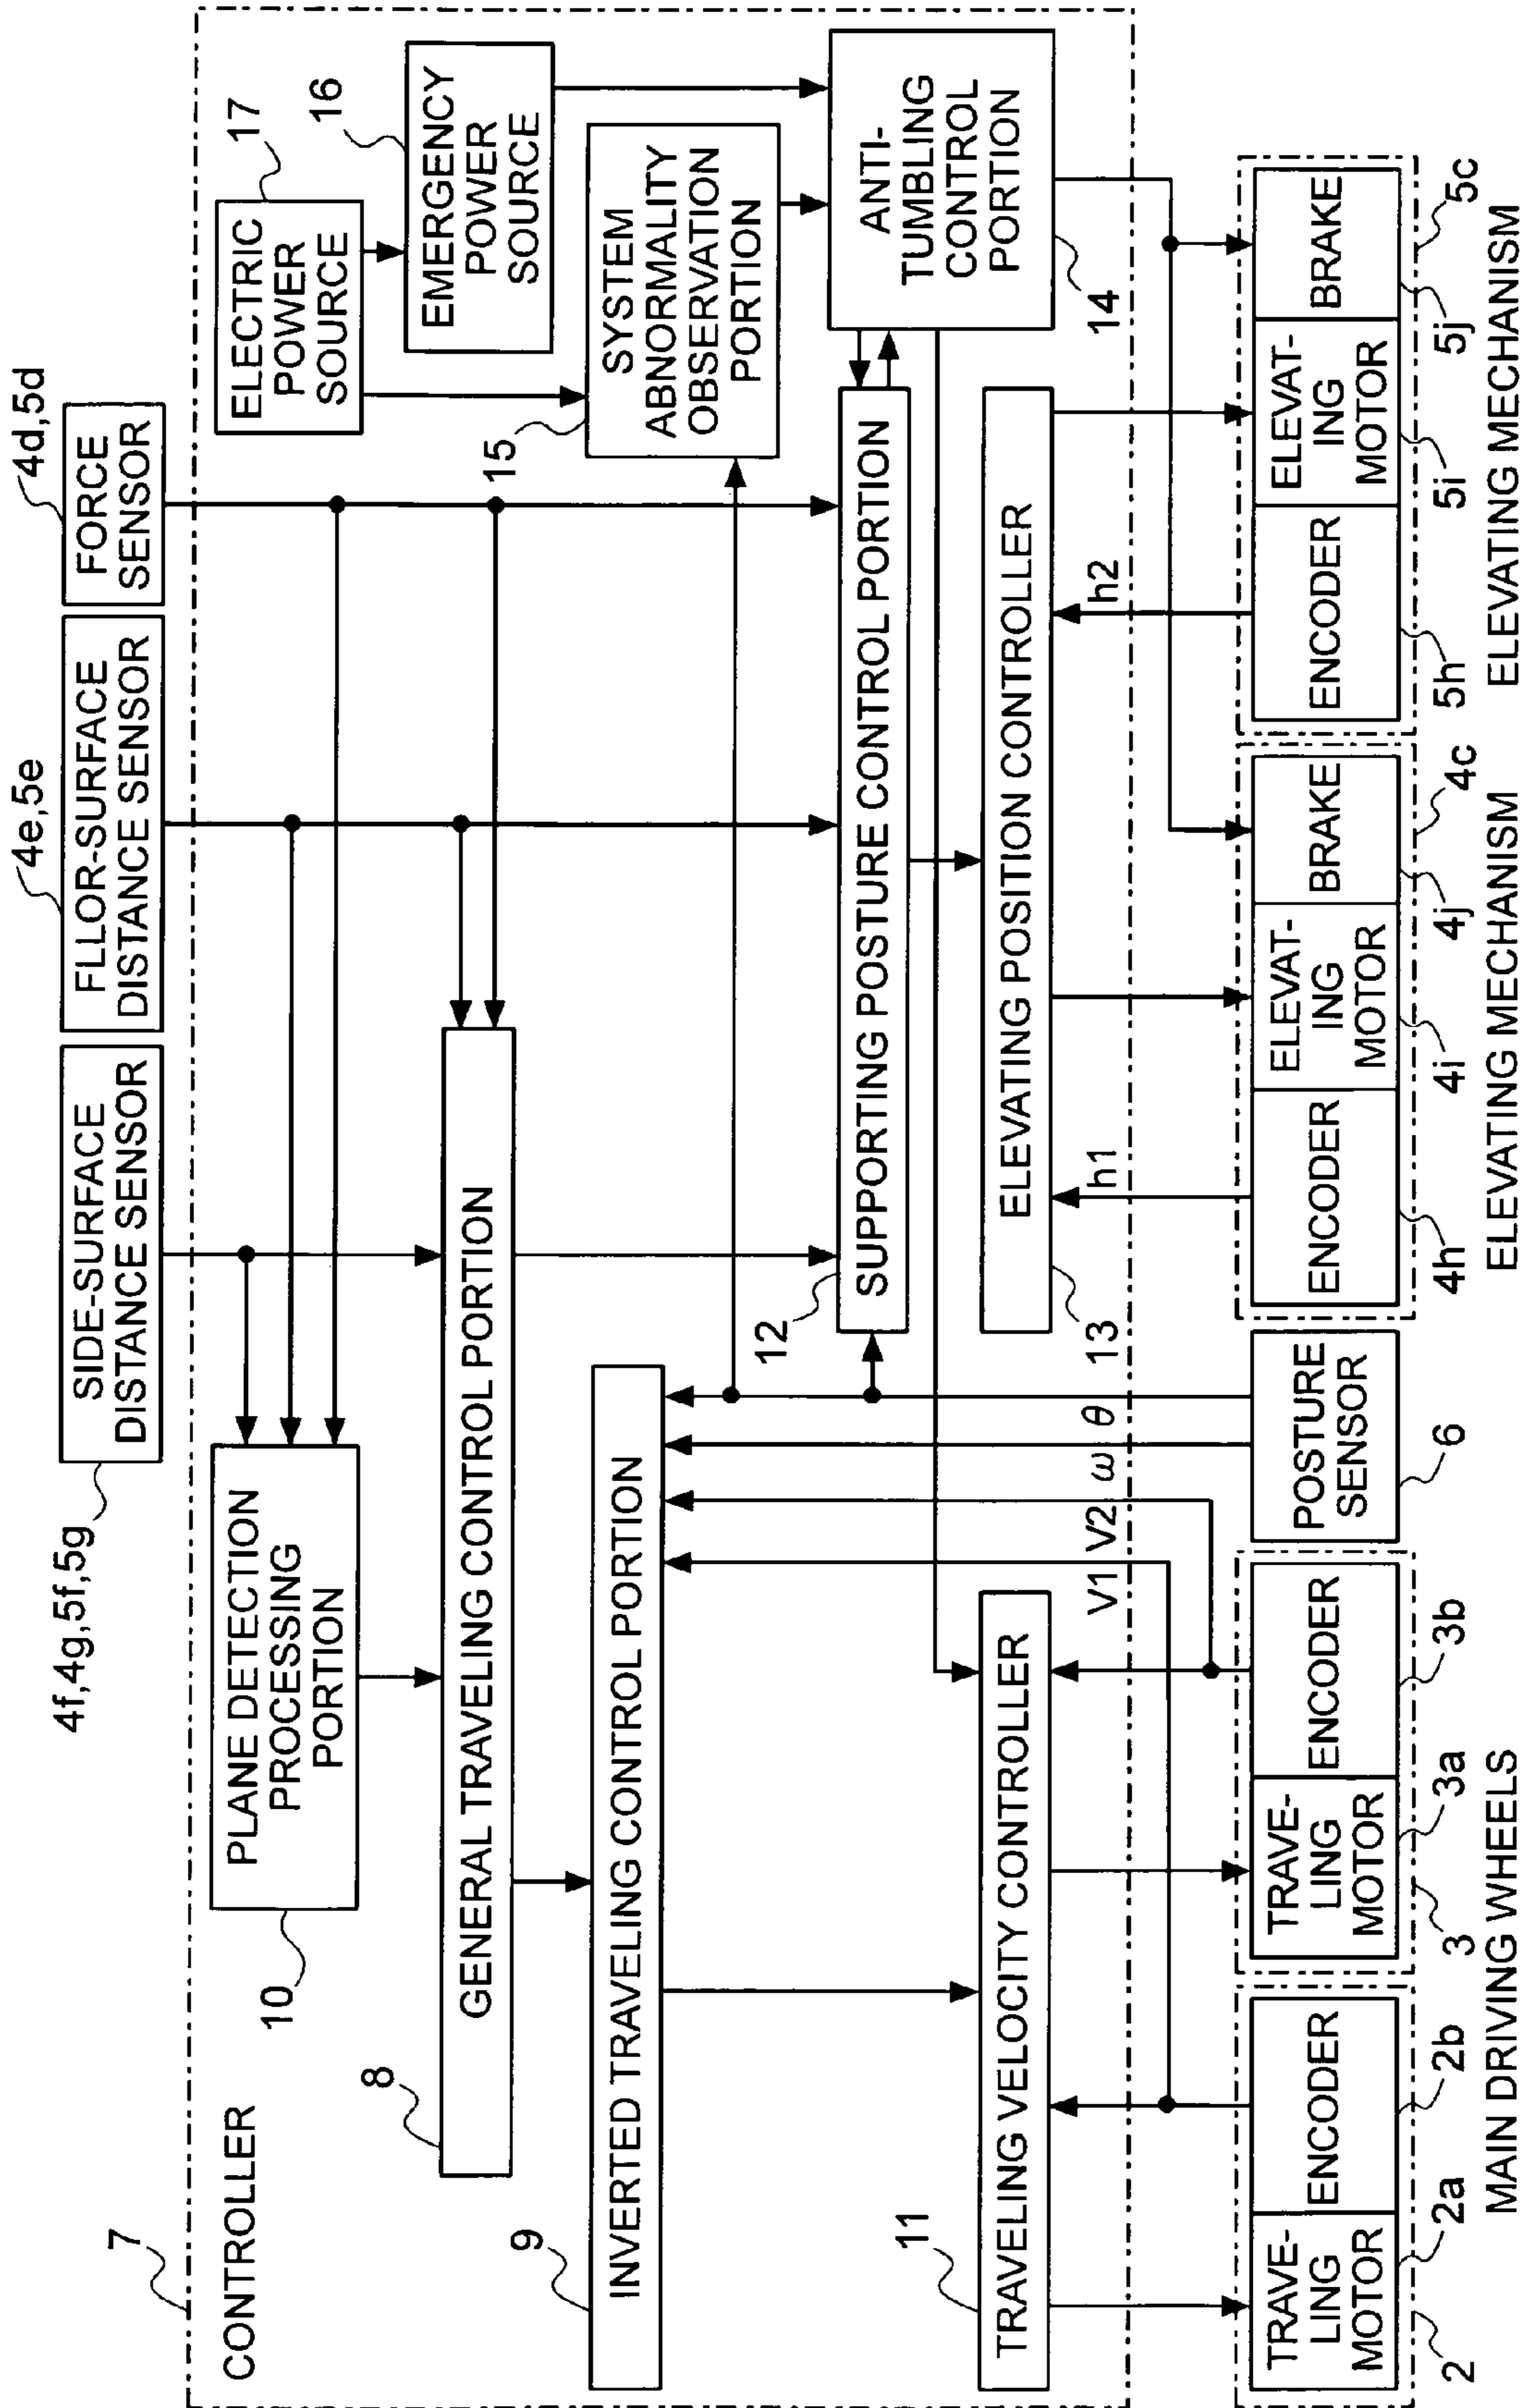 4f,4g,5f,5g
SIDE-SURFACE
DISTANCE SENSOR
4e,5e
FLLOR-SURFACE
DISTANCE SENSOR
4d,5d
FORCE
SENSOR
7
CONTROLLER
10
PLANE DETECTION
PROCESSING
PORTION
17
ELECTRIC
POWER
SOURCE
16
EMERGENCY
POWER
SOURCE
8
GENERAL TRAVELING CONTROL PORTION
15
SYSTEM
ABNORMALITY
OBSERVATION
PORTION
9
INVERTED TRAVELING CONTROL PORTION
12
SUPPORTING POSTURE CONTROL PORTION
ANTI-
TUMBLING
CONTROL
PORTION
14
11
TRAVELING VELOCITY CONTROLLER
13
ELEVATING POSITION CONTROLLER
V1 V2 ω θ
h1
h2
TRAVE-
LING
MOTOR
ENCODER
TRAVE-
LING
MOTOR
ENCODER
POSTURE
SENSOR
ENCODER
ELEVAT-
ING
MOTOR
BRAKE
ENCODER
ELEVAT-
ING
MOTOR
BRAKE
2
2a
2b
3
3a
3b
6
4h
4i
4j
4c
5h
5i
5j
5c
MAIN DRIVING WHEELS
ELEVATING MECHANISM
ELEVATING MECHANISM